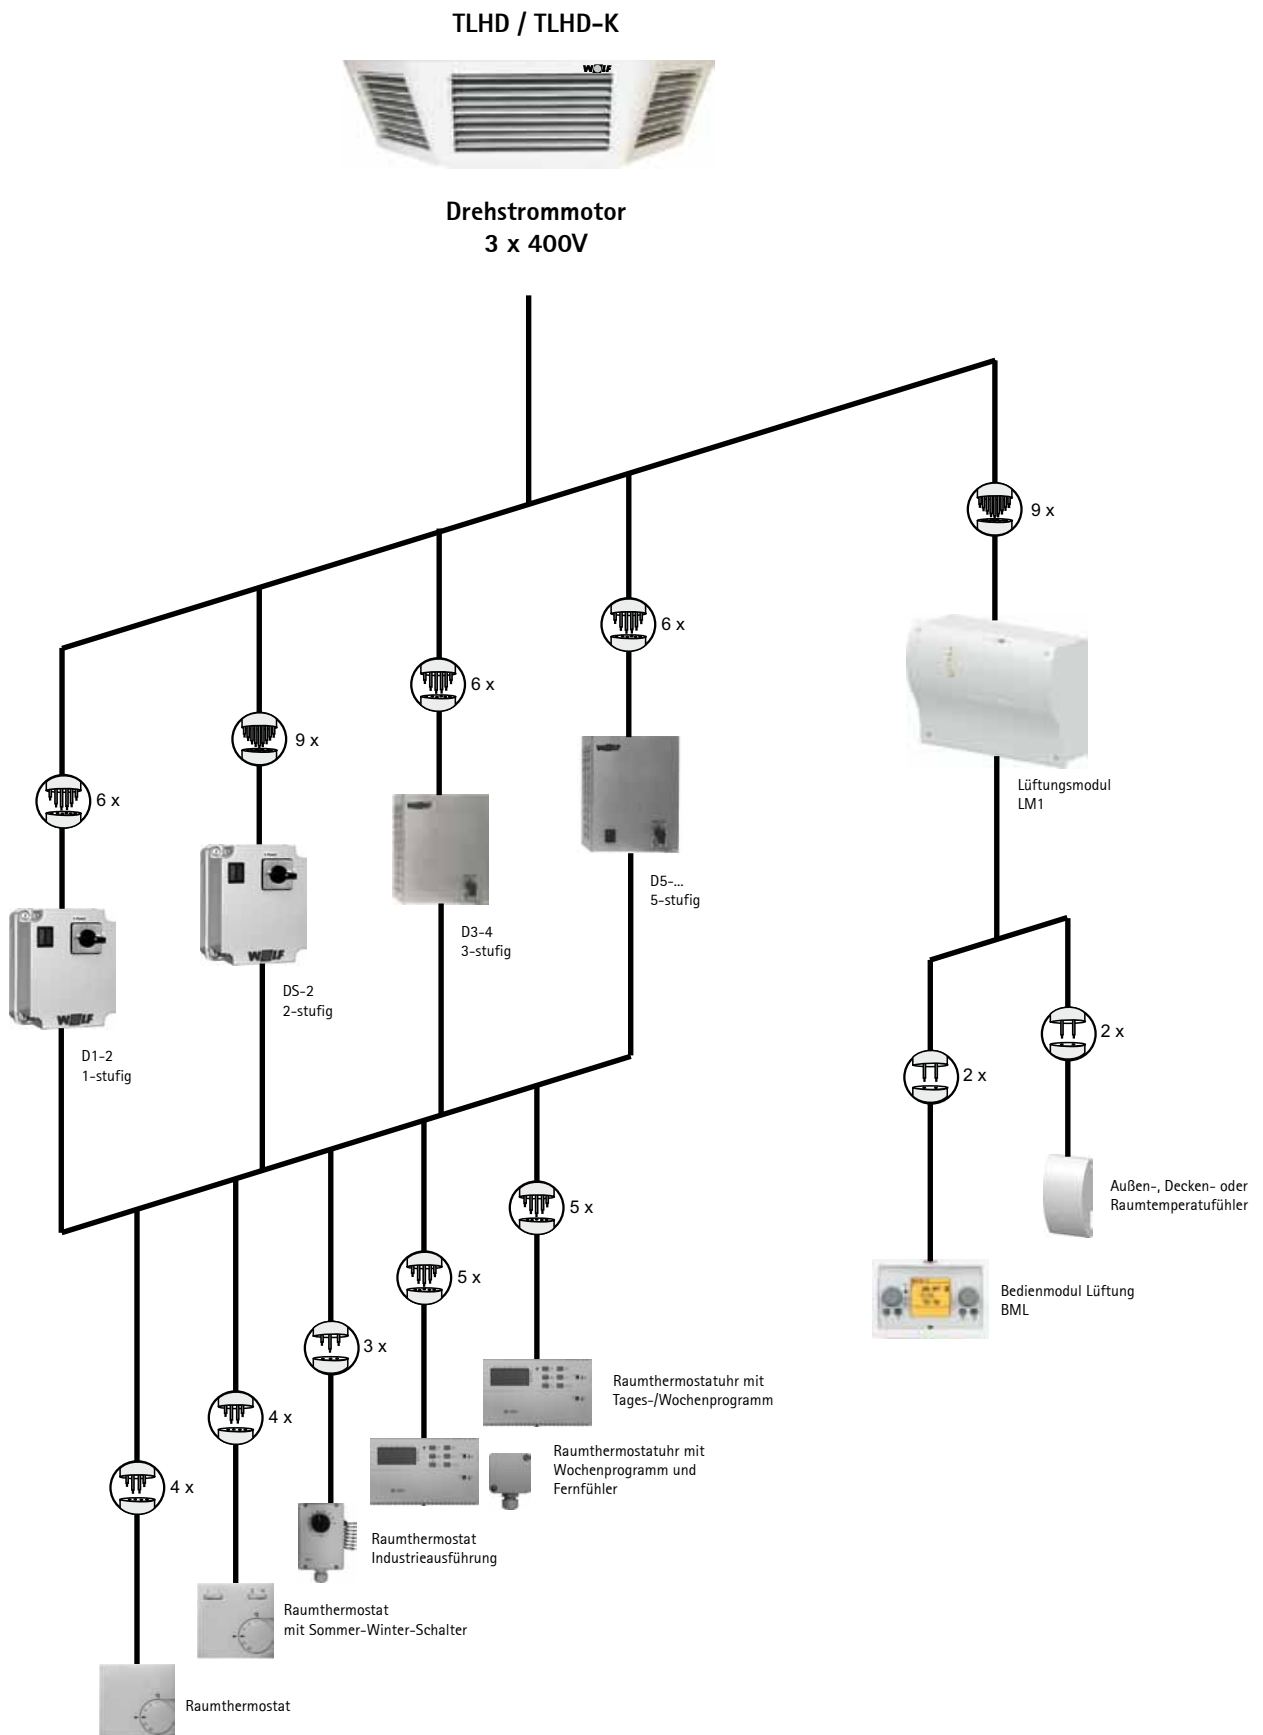 TLHD / TLHD-K
WOLF
Drehstrommotor
3 x 400V
9 x
6 x
6 x
9 x
6 x
Lüftungsmodul
LM1
D5-...
5-stufig
D3-4
3-stufig
DS-2
2-stufig
WOLF
D1-2
1-stufig
WOLF
2 x
2 x
Außen-, Decken- oder
Raumtemperatufühler
Bedienmodul Lüftung
BML
5 x
5 x
3 x
4 x
4 x
Raumthermostatuhr mit
Tages-/Wochenprogramm
Raumthermostatuhr mit
Wochenprogramm und
Fernfühler
Raumthermostat
Industrieausführung
Raumthermostat
mit Sommer-Winter-Schalter
Raumthermostat